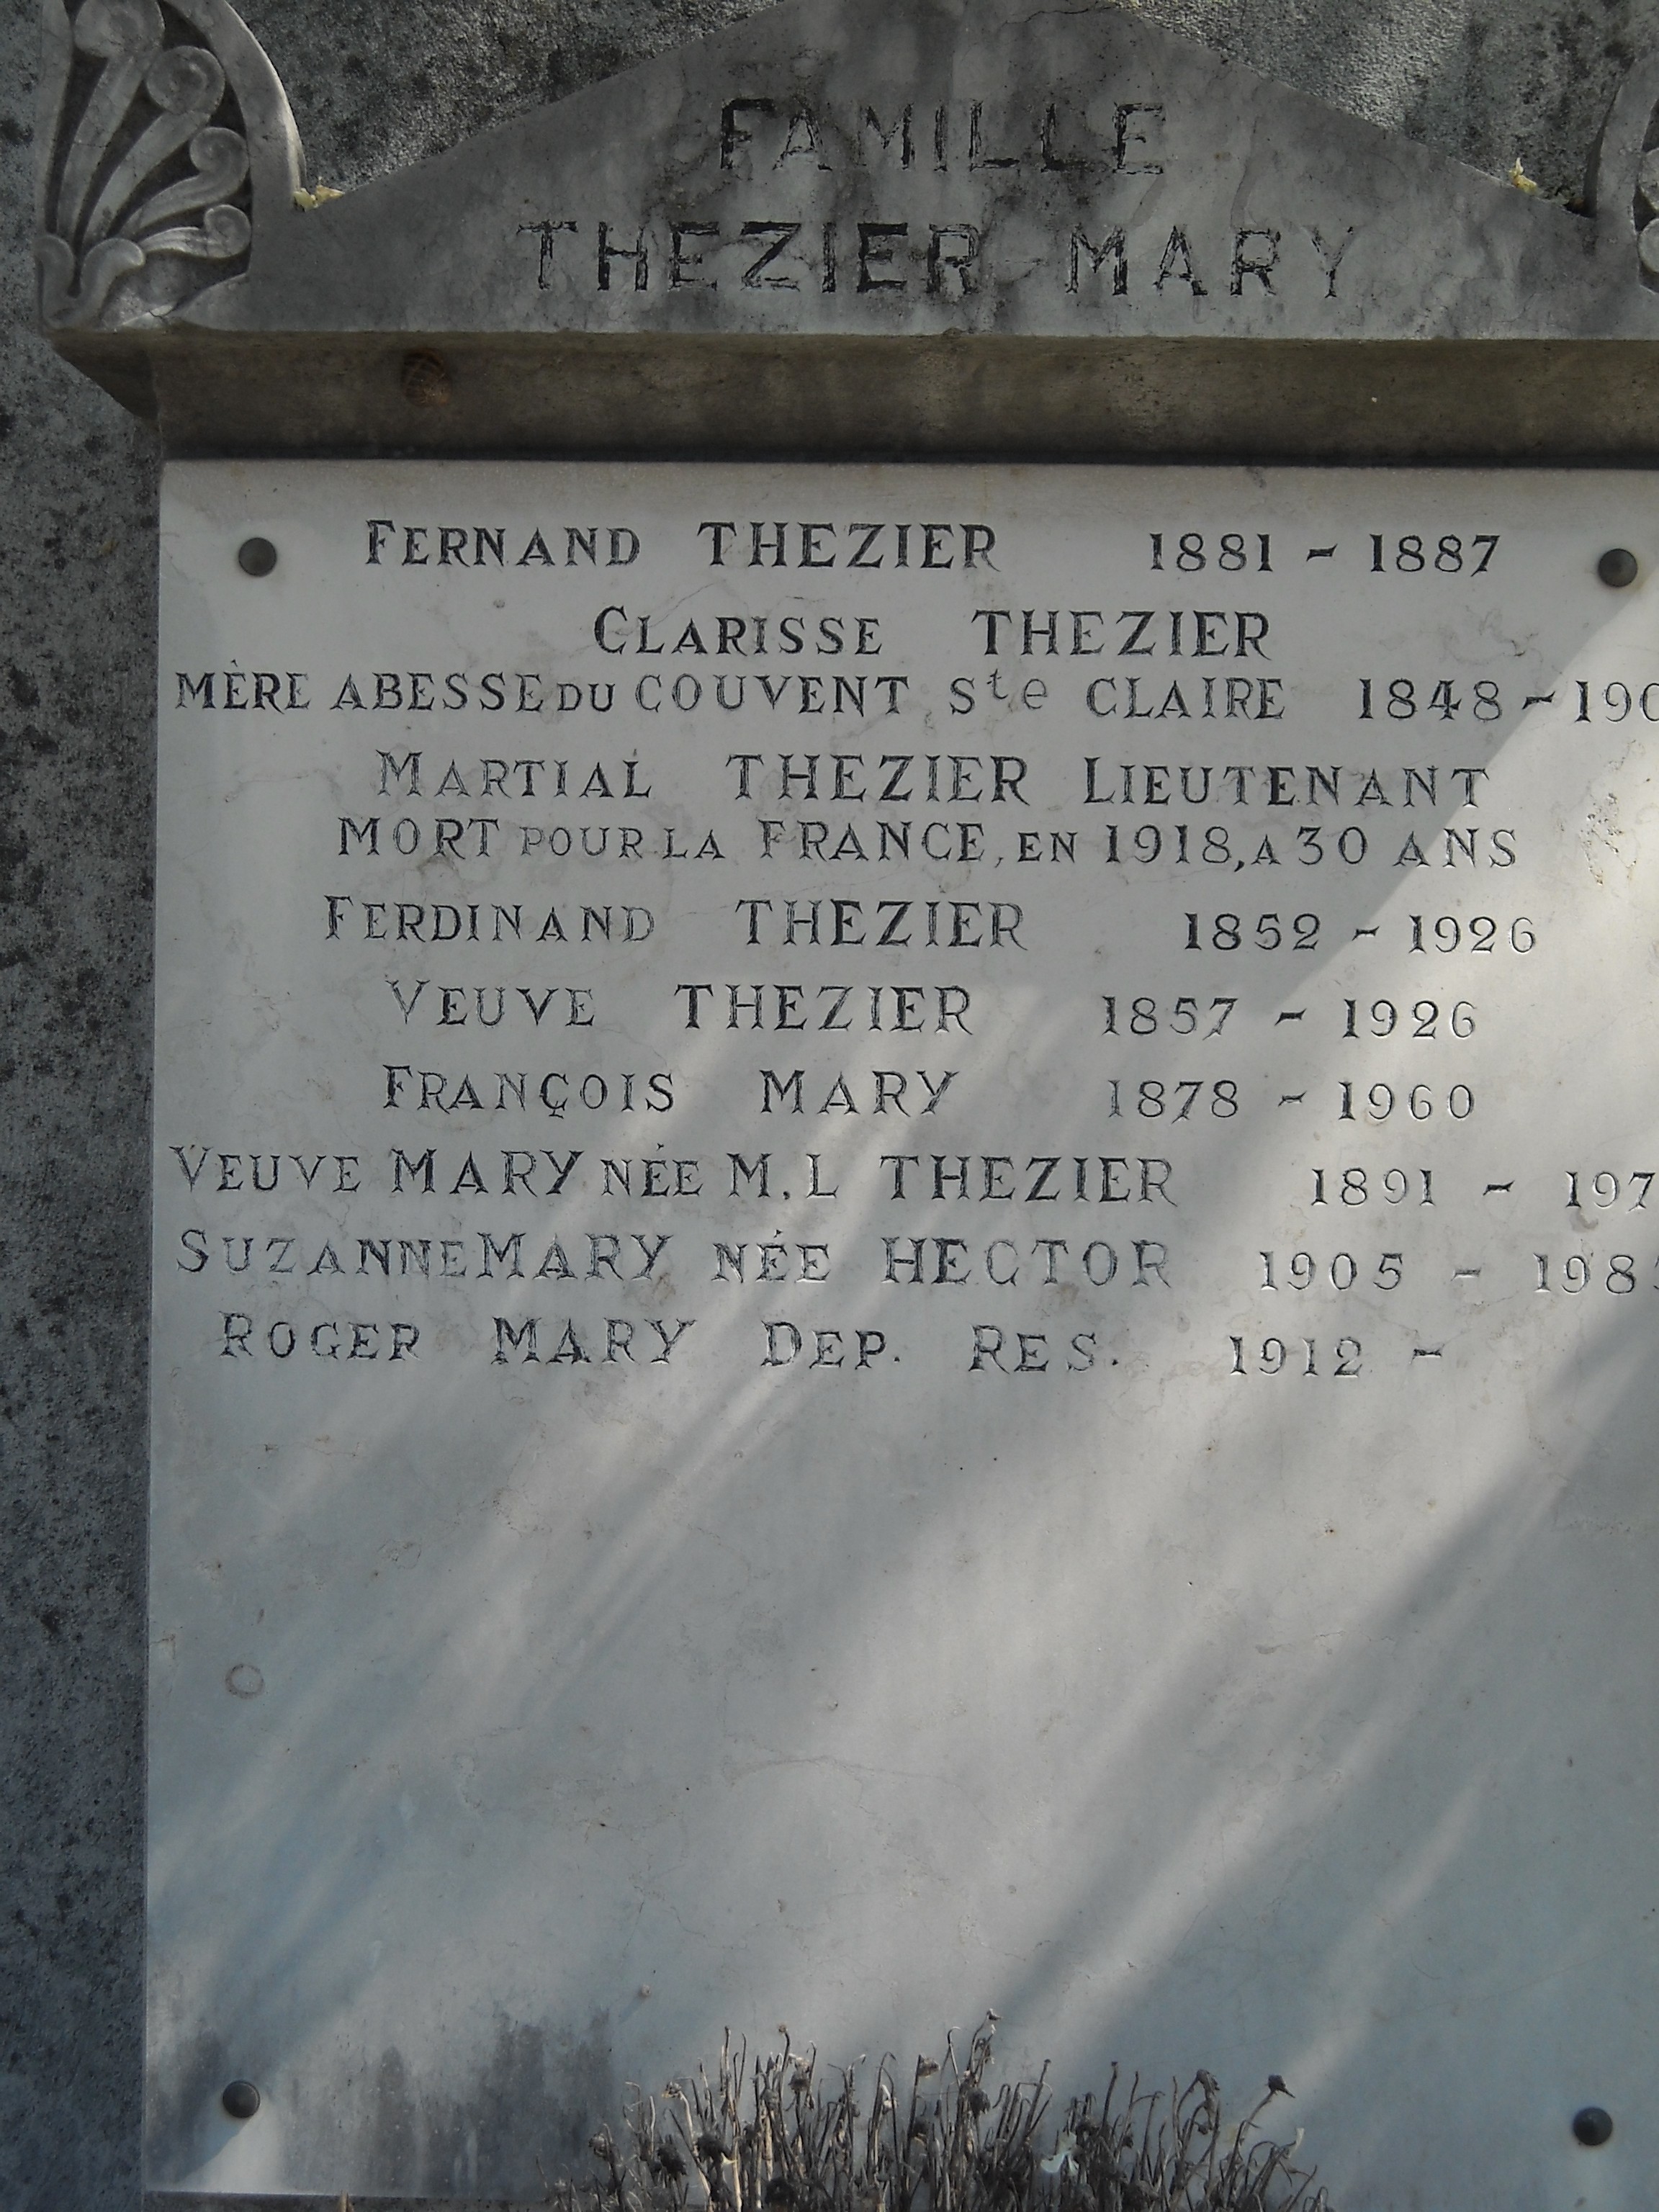 FAMILLE
THEZIER MARY
FERNAND THEZIER 1881 - 1887
CLARISSE THEZIER
MÈRE ABESSE DU COUVENT Ste CLAIRE 1848 - 190
MARTIAL THEZIER LIEUTENANT
MORT POUR LA FRANCE, EN 1918, A 30 ANS
FERDINAND THEZIER 1852 - 1926
VEUVE THEZIER 1857 - 1926
FRANÇOIS MARY 1878 - 1960
VEUVE MARY NÉE M.L THEZIER 1891 - 197
SUZANNE MARY NÉE HECTOR 1905 - 198
ROGER MARY DEP. RES. 1912 -